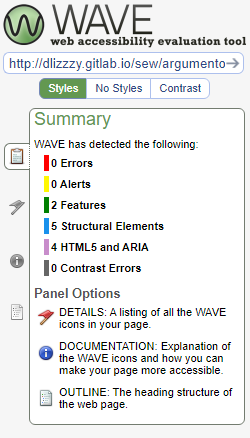 WAVE
web accessibility evaluation tool
http://dlizzzy.gitlab.io/sew/argumento
Styles No Styles Contrast
Summary
WAVE has detected the following:
0 Errors
0 Alerts
2 Features
5 Structural Elements
4 HTML5 and ARIA
0 Contrast Errors
Panel Options
DETAILS: A listing of all the WAVE
icons in your page.
DOCUMENTATION: Explanation of
the WAVE icons and how you can
make your page more accessible.
OUTLINE: The heading structure of
the web page.